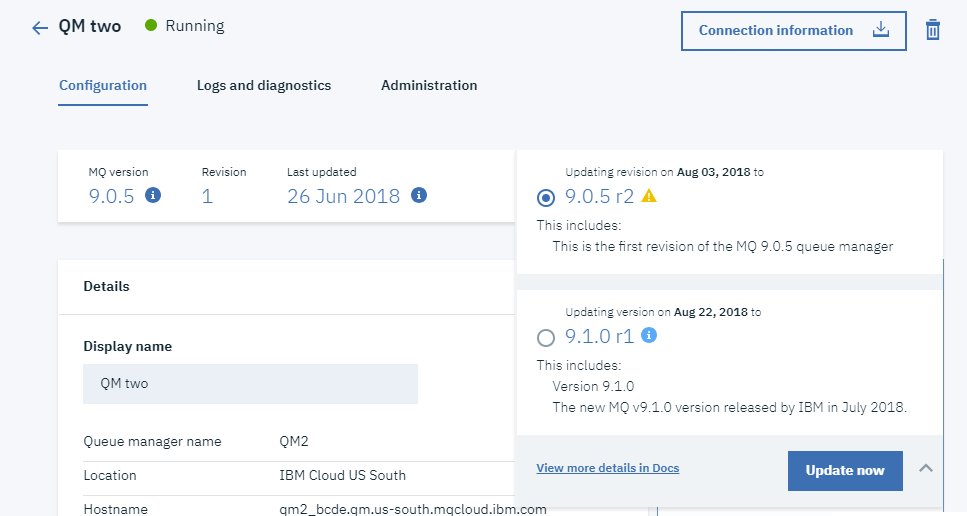 QM two Running
Connection information
Configuration Logs and diagnostics Administration
MQ version Revision Last updated
9.0.5 1 26 Jun 2018
Updating revision on Aug 03, 2018 to
9.0.5 r2
This includes:
This is the first revision of the MQ 9.0.5 queue manager
Updating version on Aug 22, 2018 to
9.1.0 r1
This includes:
Version 9.1.0
The new MQ v9.1.0 version released by IBM in July 2018.
View more details in Docs
Update now
Details
Display name
QM two
Queue manager name QM2
Location IBM Cloud US South
Hostname qm2_bcde.qm.us-south.mqcloud.ibm.com